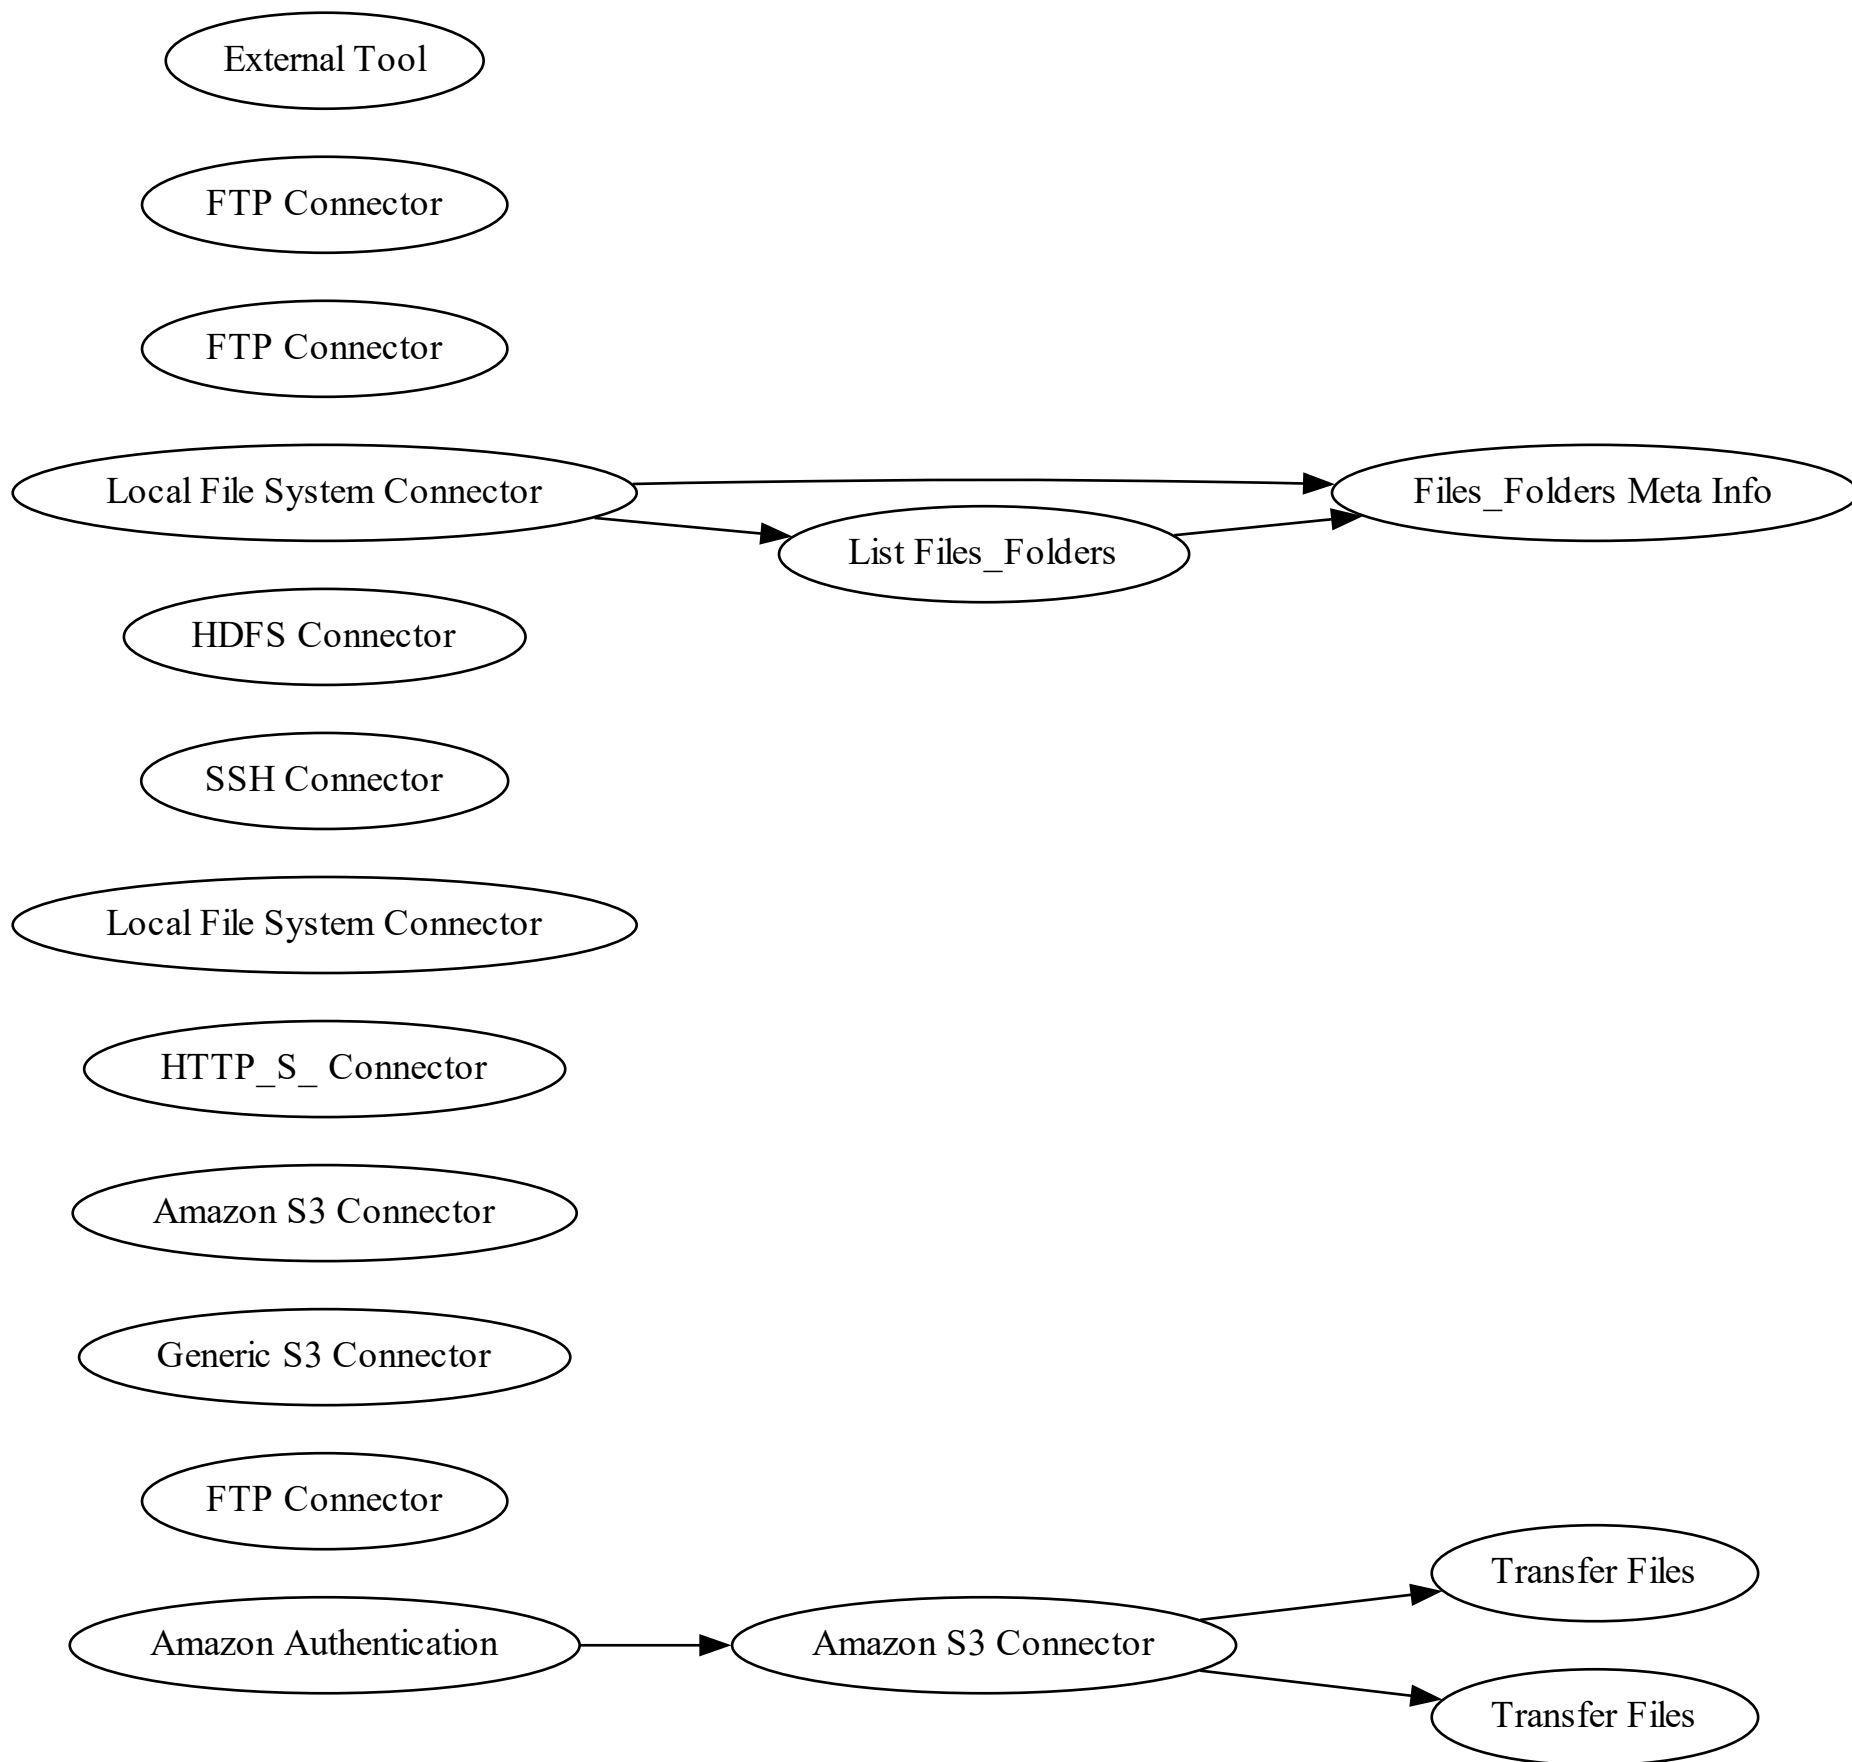 External Tool
FTP Connector
FTP Connector
Local File System Connector
Files_Folders Meta Info
List Files_Folders
HDFS Connector
SSH Connector
Local File System Connector
HTTP_S_ Connector
Amazon S3 Connector
Generic S3 Connector
FTP Connector
Transfer Files
Amazon Authentication
Amazon S3 Connector
Transfer Files